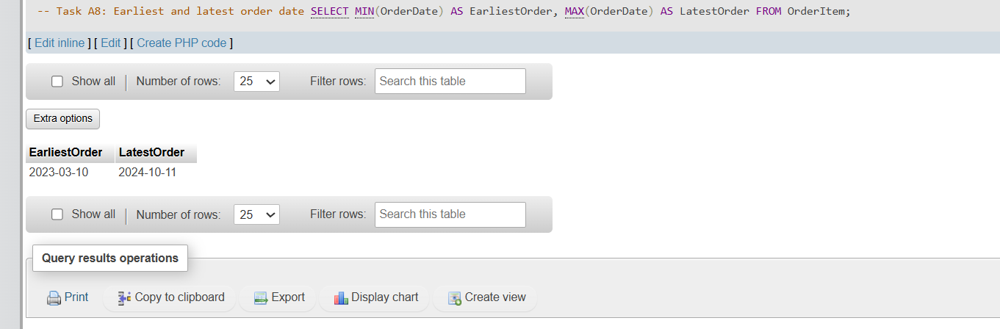 -- Task A8: Earliest and latest order date SELECT MIN(OrderDate) AS EarliestOrder, MAX(OrderDate) AS LatestOrder FROM OrderItem;
[ Edit inline ] [ Edit ] [ Create PHP code ]
Show all | Number of rows: 25 Filter rows: Search this table
Extra options
EarliestOrder LatestOrder
2023-03-10 2024-10-11
Show all | Number of rows: 25 Filter rows: Search this table
Query results operations
Print Copy to clipboard Export Display chart Create view